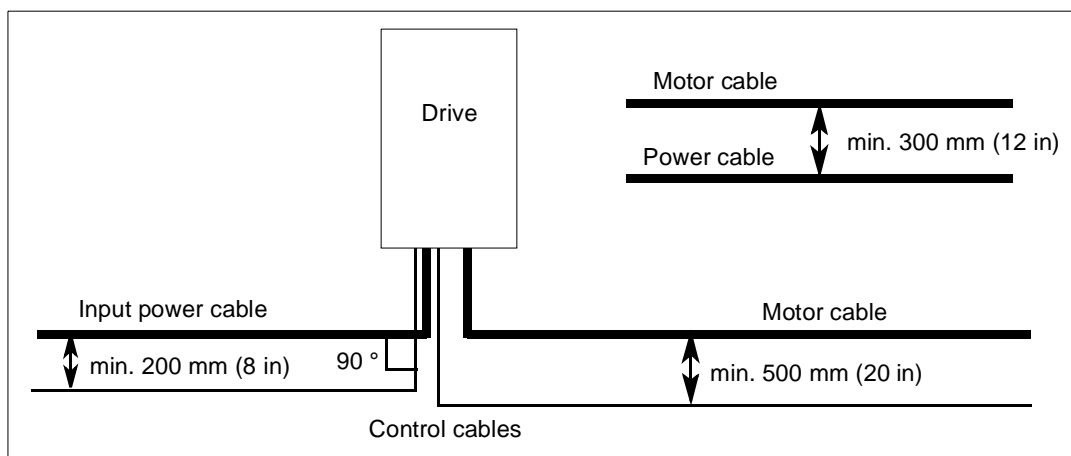 Motor cable
Drive
min. 300 mm (12 in)
Power cable
Input power cable
Motor cable
min. 200 mm (8 in)
90 °
min. 500 mm (20 in)
Control cables